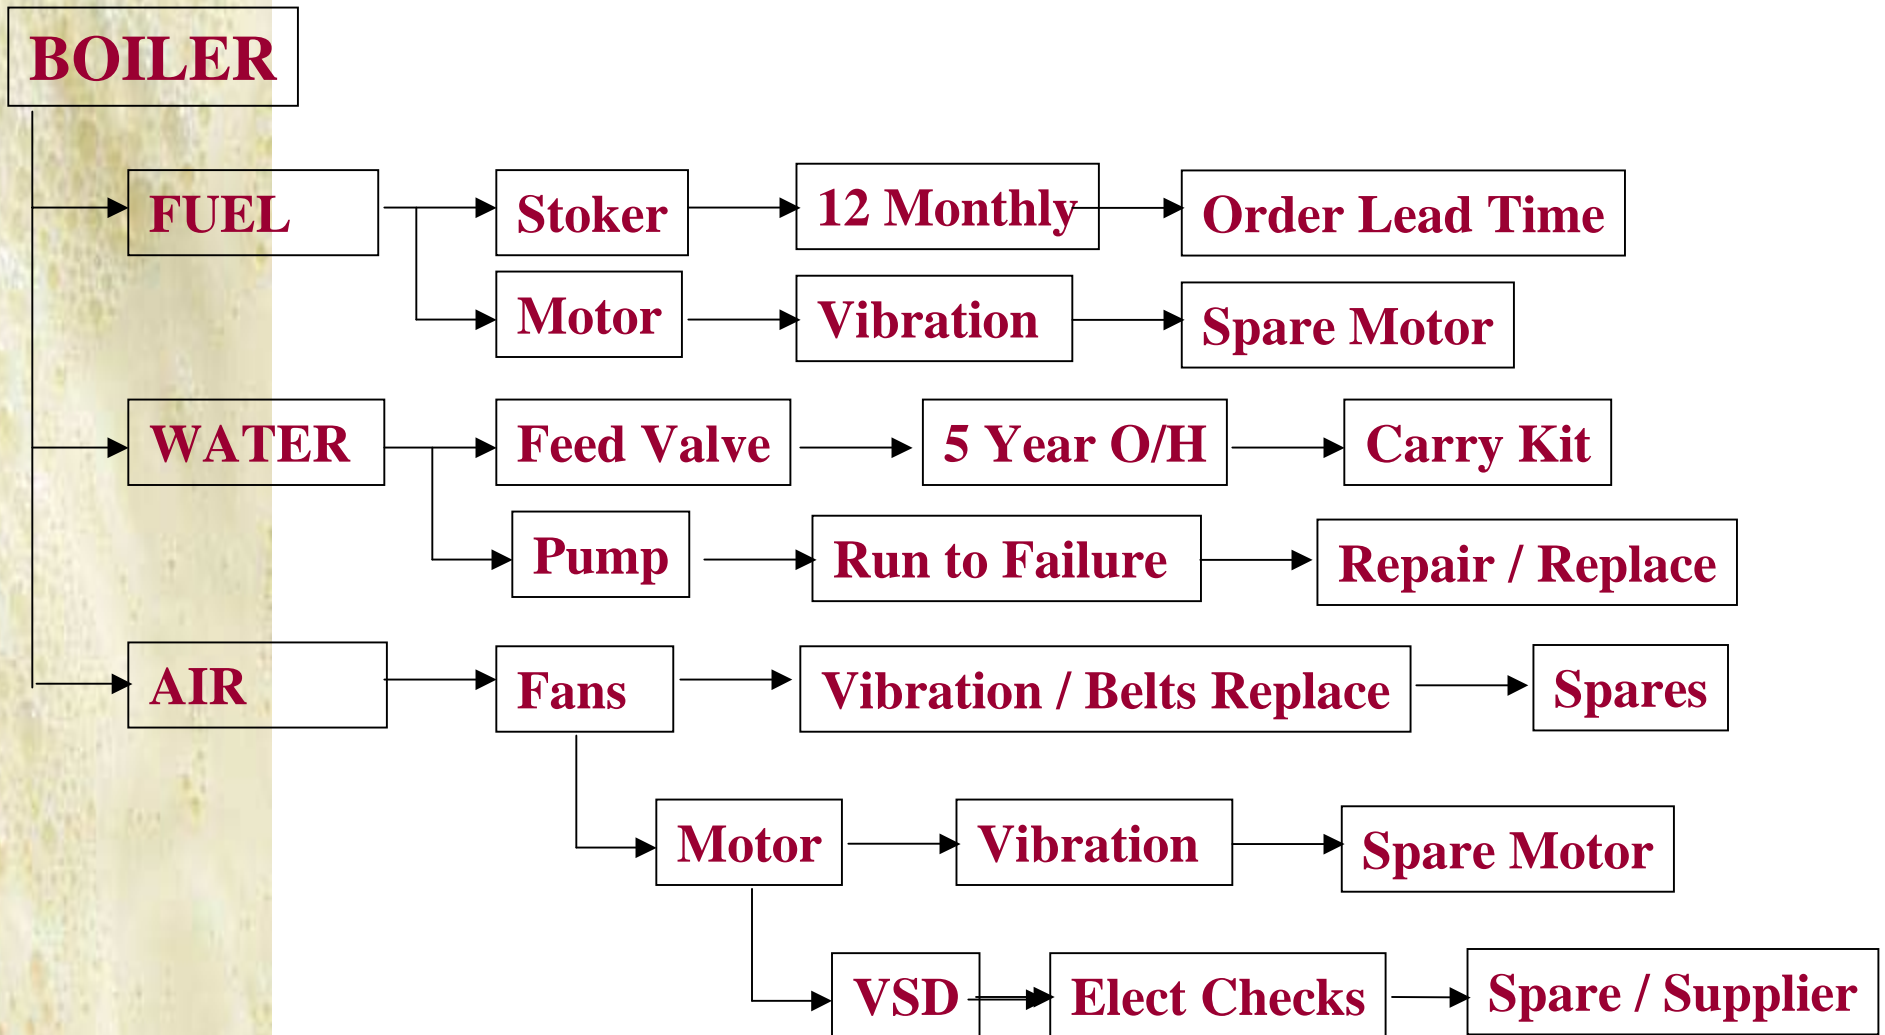 BOILER
FUEL
Stoker
12 Monthly
Order Lead Time
Motor
Vibration
Spare Motor
WATER
Feed Valve
5 Year O/H
Carry Kit
Pump
Run to Failure
Repair / Replace
AIR
Fans
Vibration / Belts Replace
Spares
Motor
Vibration
Spare Motor
VSD
Elect Checks
Spare / Supplier